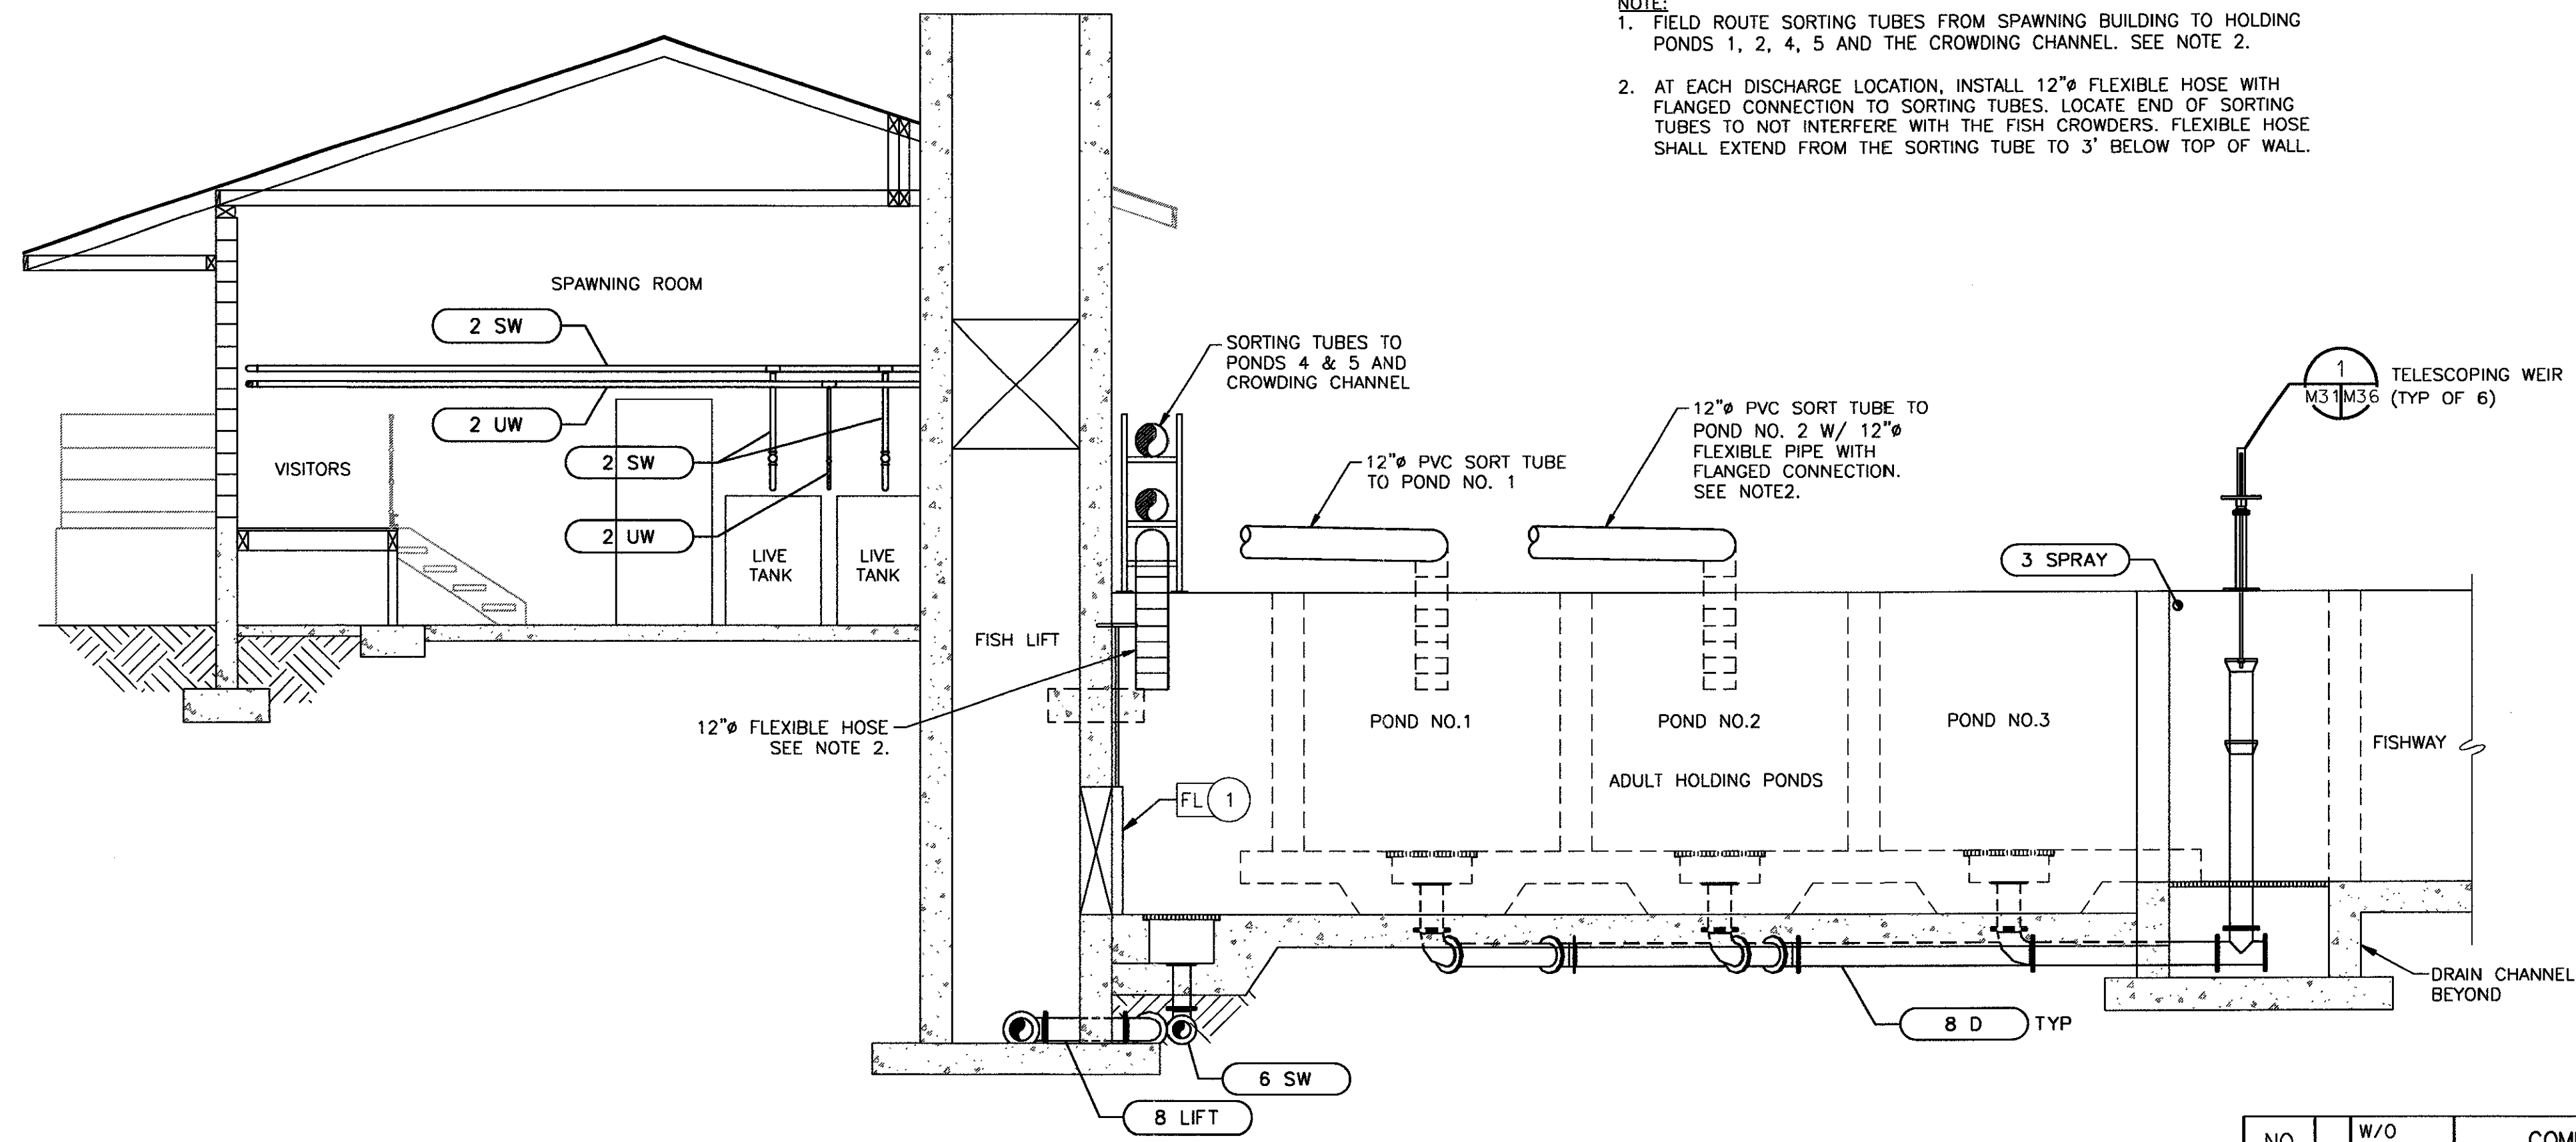 NOTE:
1. FIELD ROUTE SORTING TUBES FROM SPAWNING BUILDING TO HOLDING
PONDS 1, 2, 4, 5 AND THE CROWDING CHANNEL. SEE NOTE 2.
2. AT EACH DISCHARGE LOCATION, INSTALL 12"ø FLEXIBLE HOSE WITH
FLANGED CONNECTION TO SORTING TUBES. LOCATE END OF SORTING
TUBES TO NOT INTERFERE WITH THE FISH CROWDERS. FLEXIBLE HOSE
SHALL EXTEND FROM THE SORTING TUBE TO 3' BELOW TOP OF WALL.
SPAWNING ROOM
2 SW
2 UW
VISITORS
2 SW
2 UW
LIVE
TANK
LIVE
TANK
FISH LIFT
SORTING TUBES TO
PONDS 4 & 5 AND
CROWDING CHANNEL
12"ø PVC SORT TUBE
TO POND NO. 1
12"ø PVC SORT TUBE TO
POND NO. 2 W/ 12"ø
FLEXIBLE PIPE WITH
FLANGED CONNECTION.
SEE NOTE2.
1
M31 M36
TELESCOPING WEIR
(TYP OF 6)
3 SPRAY
12"ø FLEXIBLE HOSE
SEE NOTE 2.
POND NO.1
POND NO.2
POND NO.3
FISHWAY
ADULT HOLDING PONDS
FL 1
DRAIN CHANNEL
BEYOND
8 D TYP
6 SW
8 LIFT
W/O